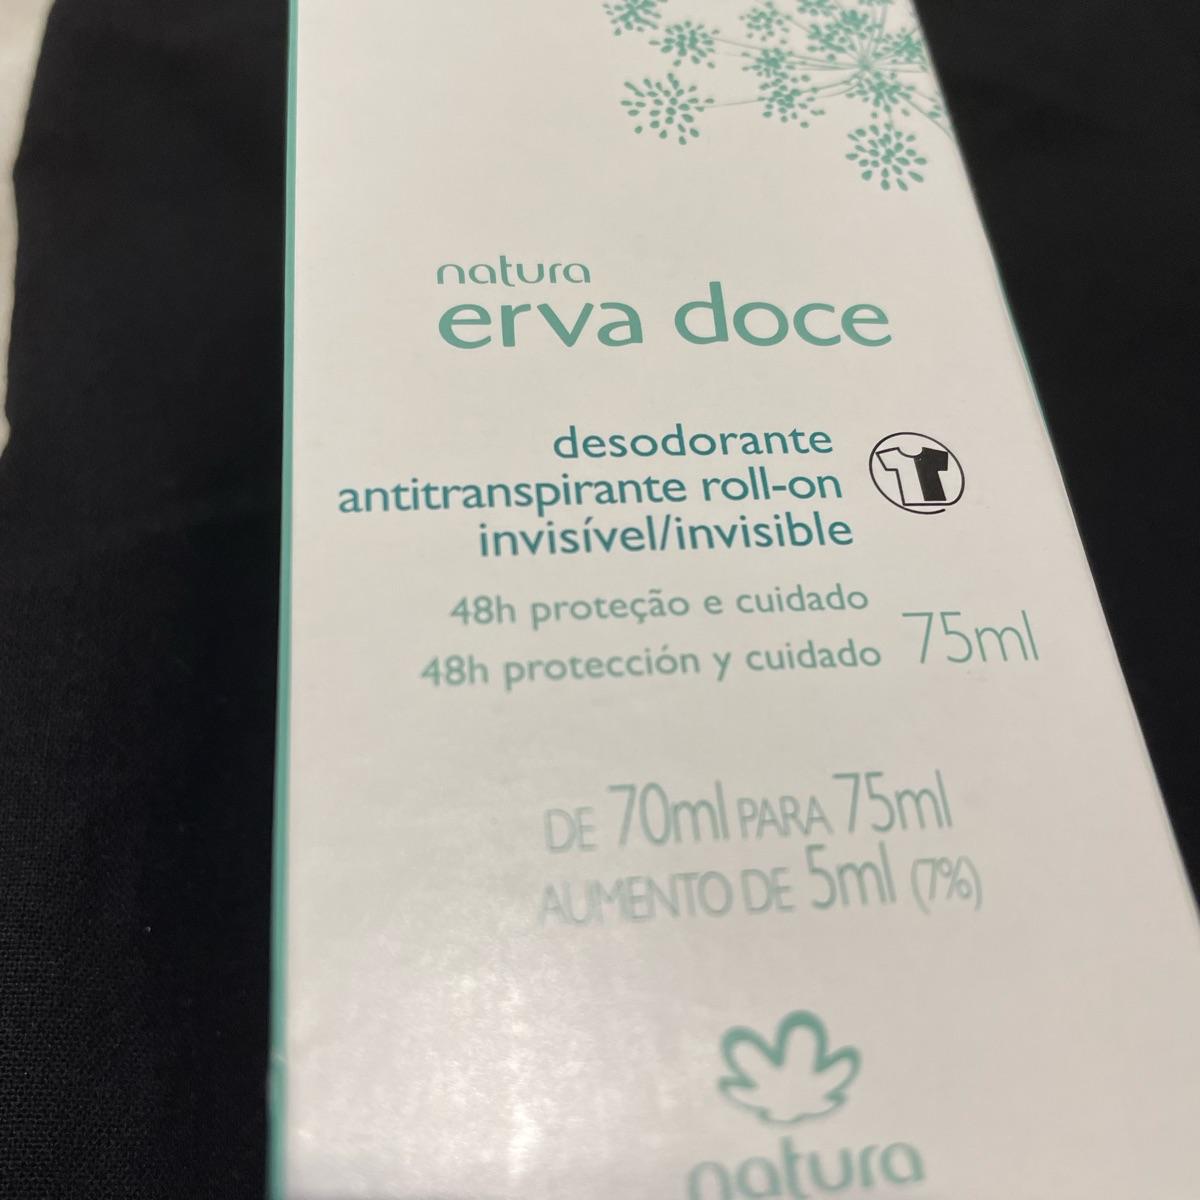 natura
erva doce
desodorante
antitranspirante roll-on
invisível/invisible
48h proteção e cuidado
48h protección y cuidado
75ml
DE 70ml PARA 75ml
AUMENTO DE 5ml (7%)
natura